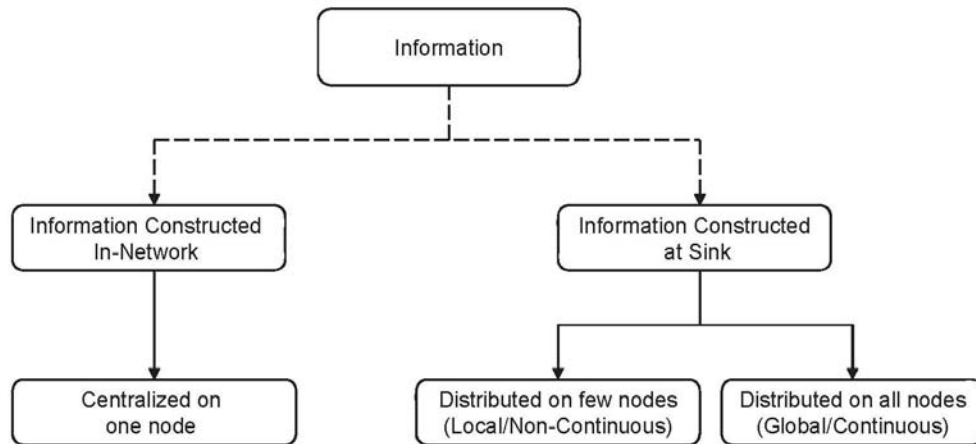 Information
Information Constructed
In-Network
Information Constructed
at Sink
Centralized on
one node
Distributed on few nodes
(Local/Non-Continuous)
Distributed on all nodes
(Global/Continuous)